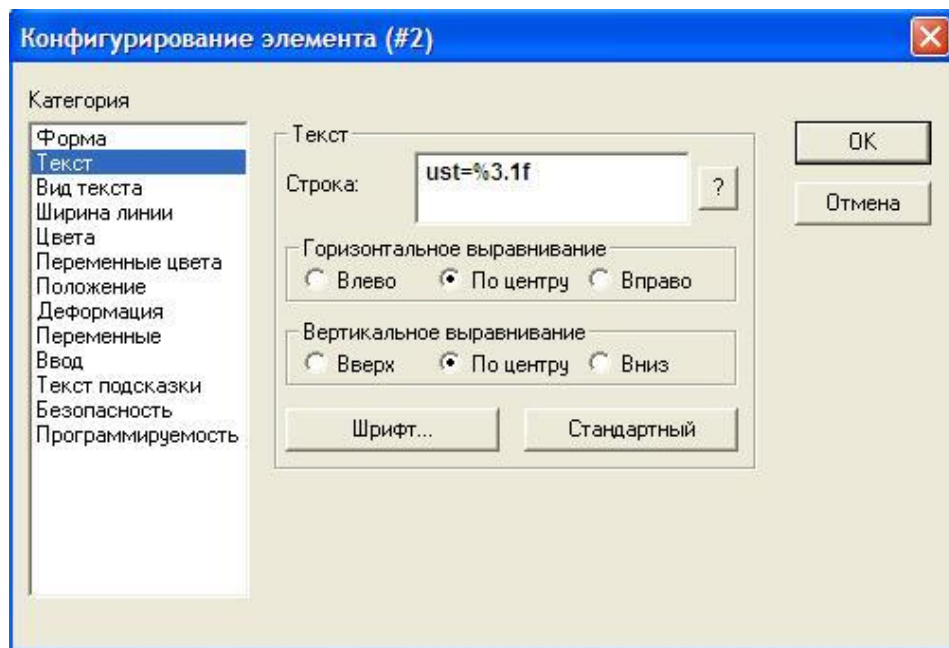 Конфигурирование элемента (#2)
Категория
Форма
Текст
Вид текста
Ширина линии
Цвета
Переменные цвета
Положение
Деформация
Переменные
Ввод
Текст подсказки
Безопасность
Программируемость
Текст
Строка:
ust=%3.1f
?
Горизонтальное выравнивание
Влево По центру Вправо
Вертикальное выравнивание
Вверх По центру Вниз
Шрифт... Стандартный
OK
Отмена